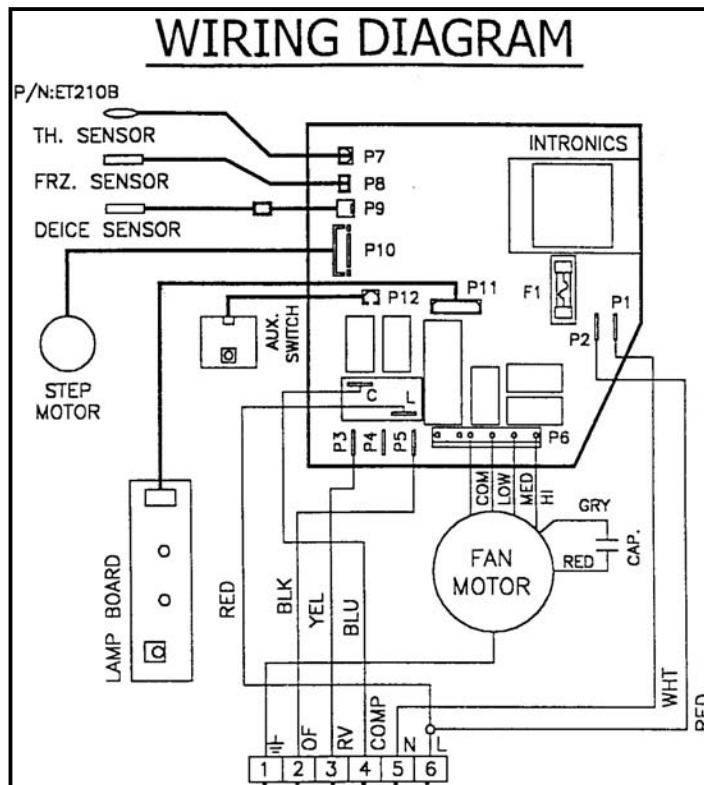 WIRING DIAGRAM
P/N:ET210B
TH. SENSOR
FRZ. SENSOR
DEICE SENSOR
STEP
MOTOR
AUX.
SWITCH
LAMP BOARD
INTRONICS
P7
P8
P9
P10
P11
P12
F1
P1
P2
C
L
P3
P4
P5
P6
COM
LOW
MED
HI
GRY
RED
CAP.
FAN
MOTOR
RED
BLK
YEL
BLU
WHT
RED
OF
RV
COMP
N
L
1 2 3 4 5 6